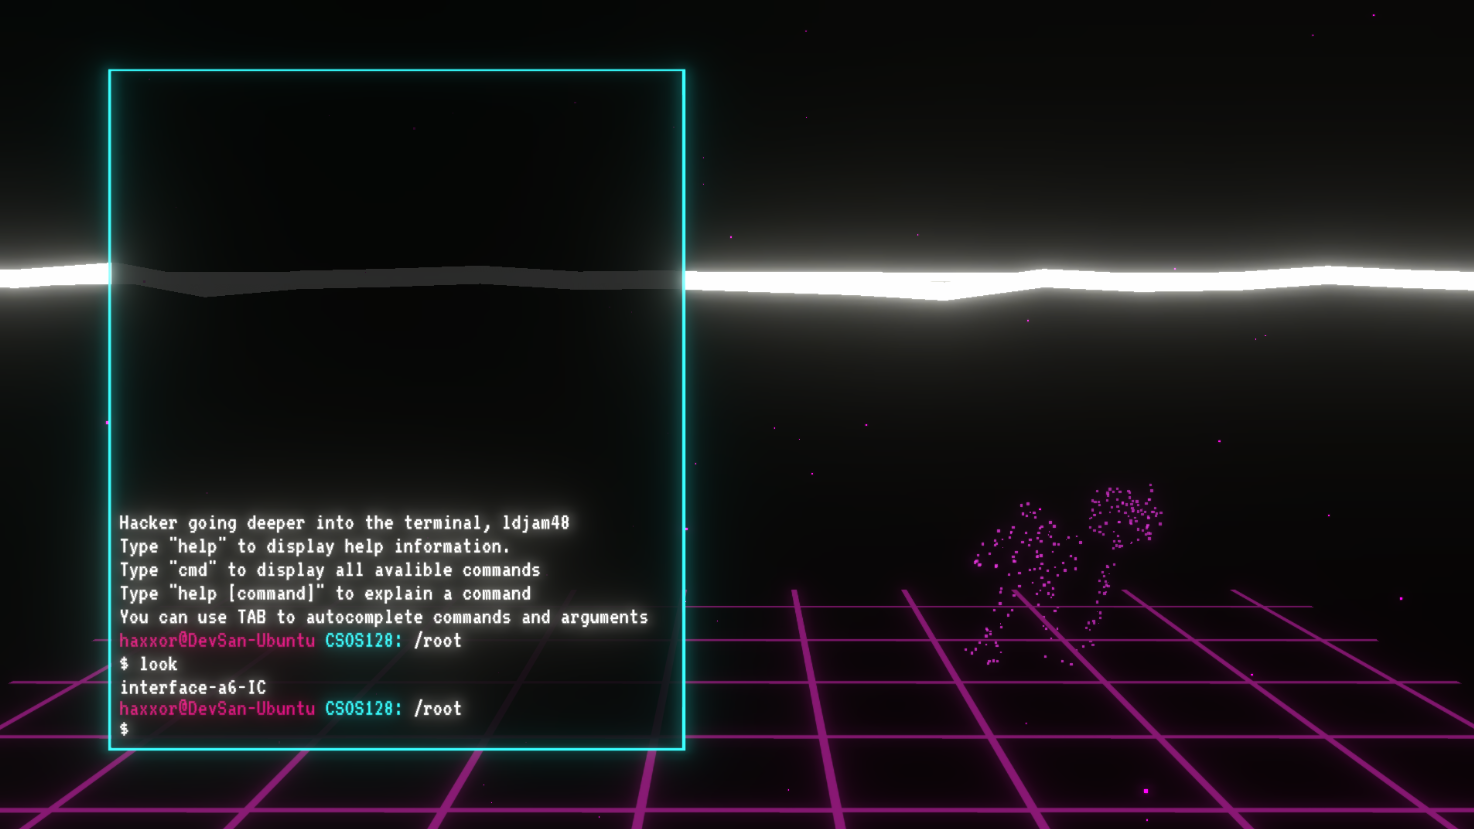 Hacker going deeper into the terminal, ldjam48
Type "help" to display help information.
Type "cmd" to display all avalible commands
Type "help [command]" to explain a command
You can use TAB to autocomplete commands and arguments
haxxor@DevSan-Ubuntu CSOS128: /root
$ look
interface-a6-IC
haxxor@DevSan-Ubuntu CSOS128: /root
$